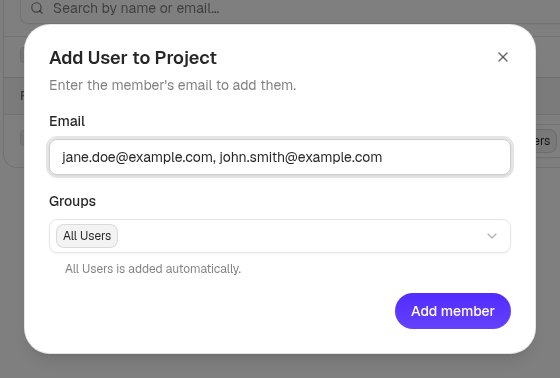 Search by name or email...
Add User to Project
Enter the member's email to add them.
Email
jane.doe@example.com, john.smith@example.com
Groups
All Users
All Users is added automatically.
Add member